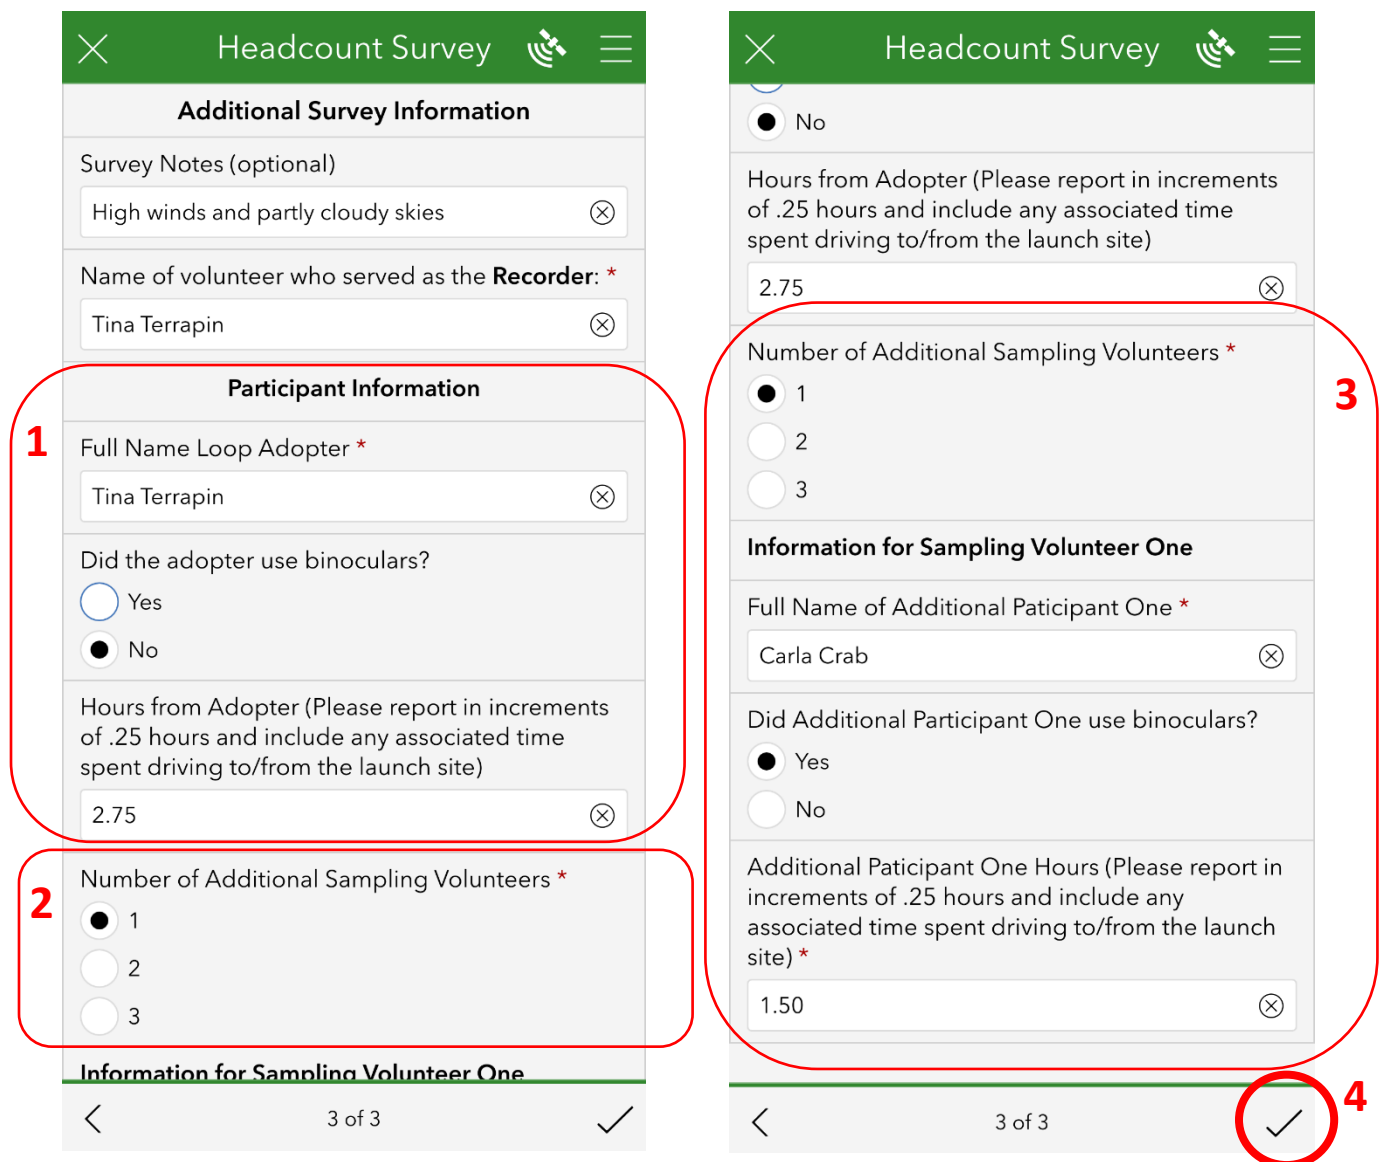 Headcount Survey
Additional Survey Information
Survey Notes (optional)
High winds and partly cloudy skies
Name of volunteer who served as the Recorder: *
Tina Terrapin
Participant Information
1
Full Name Loop Adopter *
Tina Terrapin
Did the adopter use binoculars?
Yes
No
Hours from Adopter (Please report in increments
of .25 hours and include any associated time
spent driving to/from the launch site)
2.75
2
Number of Additional Sampling Volunteers *
1
2
3
Information for Sampling Volunteer One
3 of 3
Headcount Survey
No
Hours from Adopter (Please report in increments
of .25 hours and include any associated time
spent driving to/from the launch site)
2.75
3
Number of Additional Sampling Volunteers *
1
2
3
Information for Sampling Volunteer One
Full Name of Additional Paticipant One *
Carla Crab
Did Additional Participant One use binoculars?
Yes
No
Additional Paticipant One Hours (Please report in
increments of .25 hours and include any
associated time spent driving to/from the launch
site) *
1.50
3 of 3
4